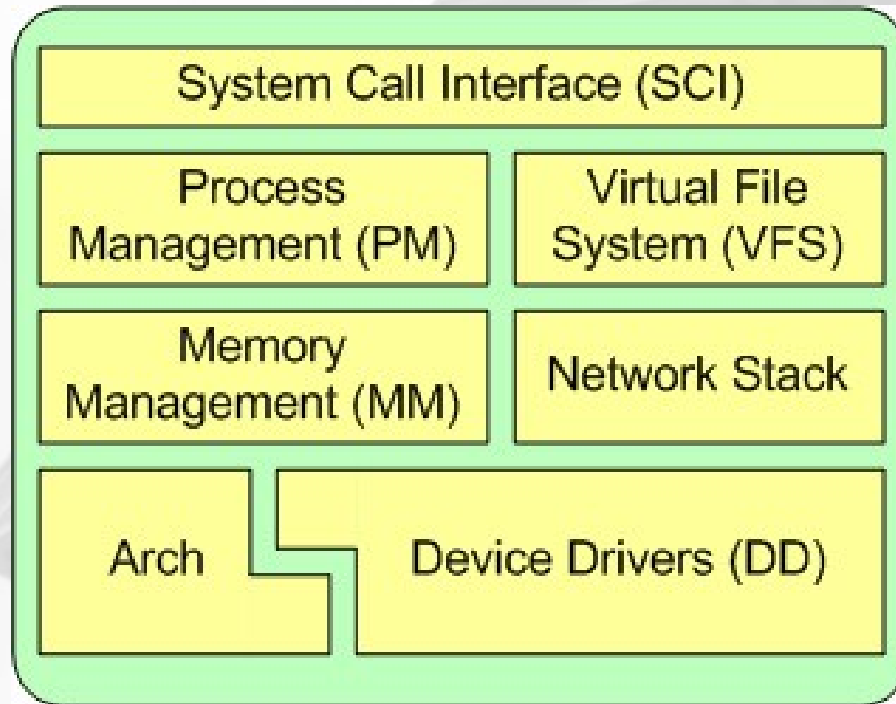 System Call Interface (SCI)
Process
Management (PM)
Virtual File
System (VFS)
Memory
Management (MM)
Network Stack
Arch
Device Drivers (DD)